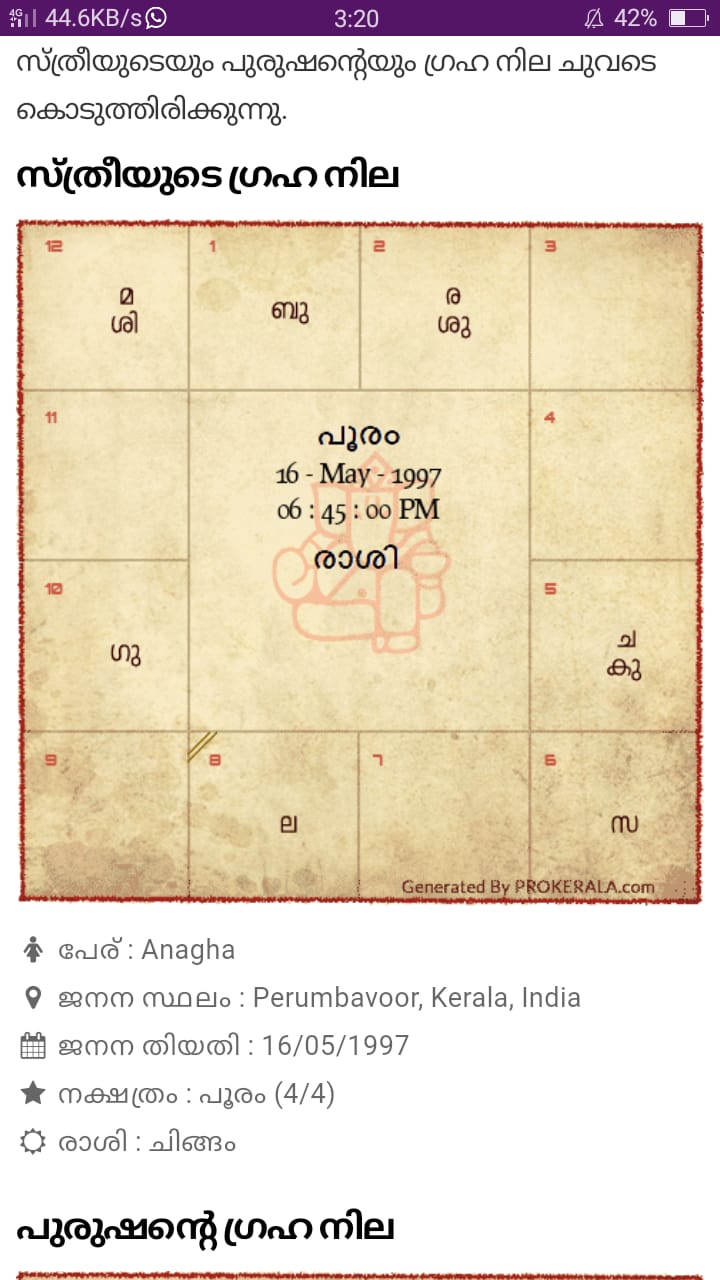 4G 44.6KB/s 3:20 42%
സ്ത്രീയുടെയും പുരുഷന്റെയും ഗ്രഹ നില ചുവടെ
കൊടുത്തിരിക്കുന്നു.
സ്ത്രീയുടെ ഗ്രഹ നില
12 1 2 3
മ
ശി
ബു
ര
ശു
11 4
പൂരം
16 - May - 1997
06 : 45 : 00 PM
രാശി
10 5
ഗു
ച
കു
9 8 7 6
ല
സ
Generated By PROKERALA.com
പേര് : Anagha
ജനന സ്ഥലം : Perumbavoor, Kerala, India
ജനന തിയതി : 16/05/1997
നക്ഷത്രം : പൂരം (4/4)
രാശി : ചിങ്ങം
പുരുഷന്റെ ഗ്രഹ നില